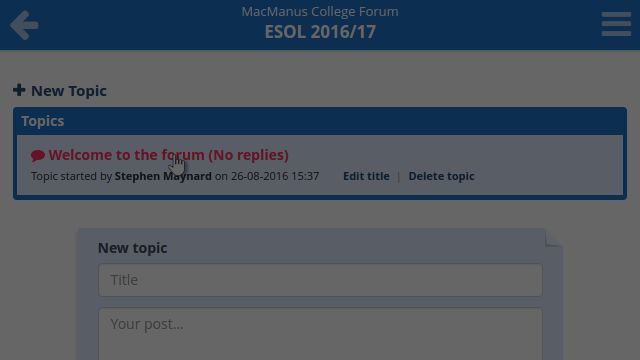 MacManus College Forum
ESOL 2016/17
New Topic
Topics
Welcome to the forum (No replies)
Topic started by Stephen Maynard on 26-08-2016 15:37 Edit title | Delete topic
New topic
Title
Your post...